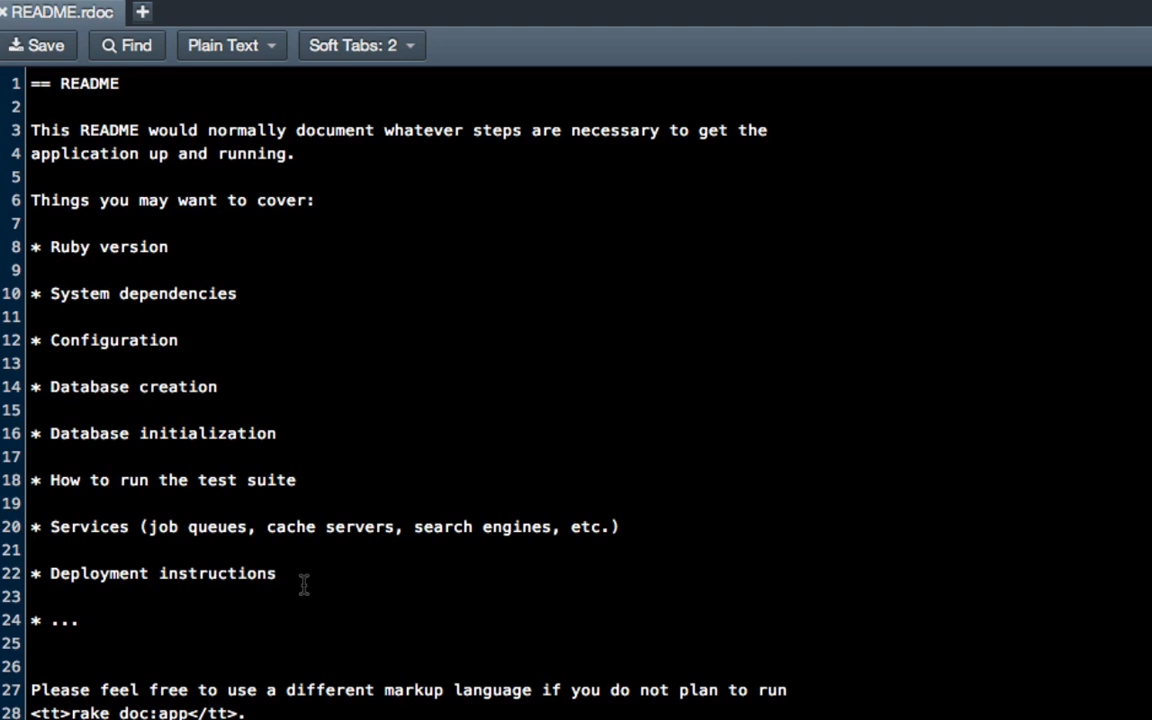 × README.rdoc +
Save Find Plain Text Soft Tabs: 2
1 == README
2
3 This README would normally document whatever steps are necessary to get the
4 application up and running.
5
6 Things you may want to cover:
7
8 * Ruby version
9
10 * System dependencies
11
12 * Configuration
13
14 * Database creation
15
16 * Database initialization
17
18 * How to run the test suite
19
20 * Services (job queues, cache servers, search engines, etc.)
21
22 * Deployment instructions
23
24 * ...
25
26
27 Please feel free to use a different markup language if you do not plan to run
28 <tt>rake doc:app</tt>.